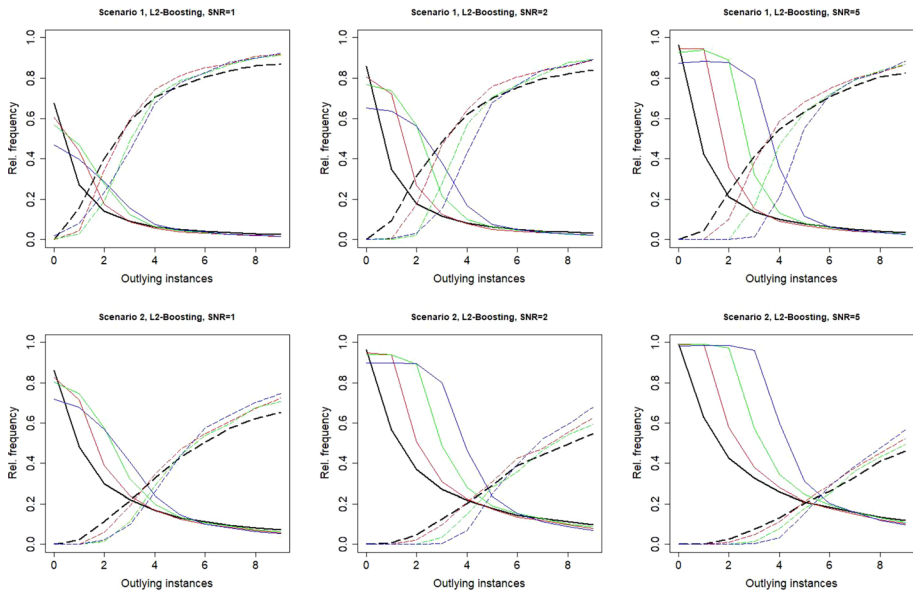 Scenario 1, L2-Boosting, SNR=1
Rel. frequency
0.0 0.2 0.4 0.6 0.8 1.0
0 2 4 6 8
Outlying instances
Scenario 1, L2-Boosting, SNR=2
Rel. frequency
0.0 0.2 0.4 0.6 0.8 1.0
0 2 4 6 8
Outlying instances
Scenario 1, L2-Boosting, SNR=5
Rel. frequency
0.0 0.2 0.4 0.6 0.8 1.0
0 2 4 6 8
Outlying instances
Scenario 2, L2-Boosting, SNR=1
Rel. frequency
0.0 0.2 0.4 0.6 0.8 1.0
0 2 4 6 8
Outlying instances
Scenario 2, L2-Boosting, SNR=2
Rel. frequency
0.0 0.2 0.4 0.6 0.8 1.0
0 2 4 6 8
Outlying instances
Scenario 2, L2-Boosting, SNR=5
Rel. frequency
0.0 0.2 0.4 0.6 0.8 1.0
0 2 4 6 8
Outlying instances